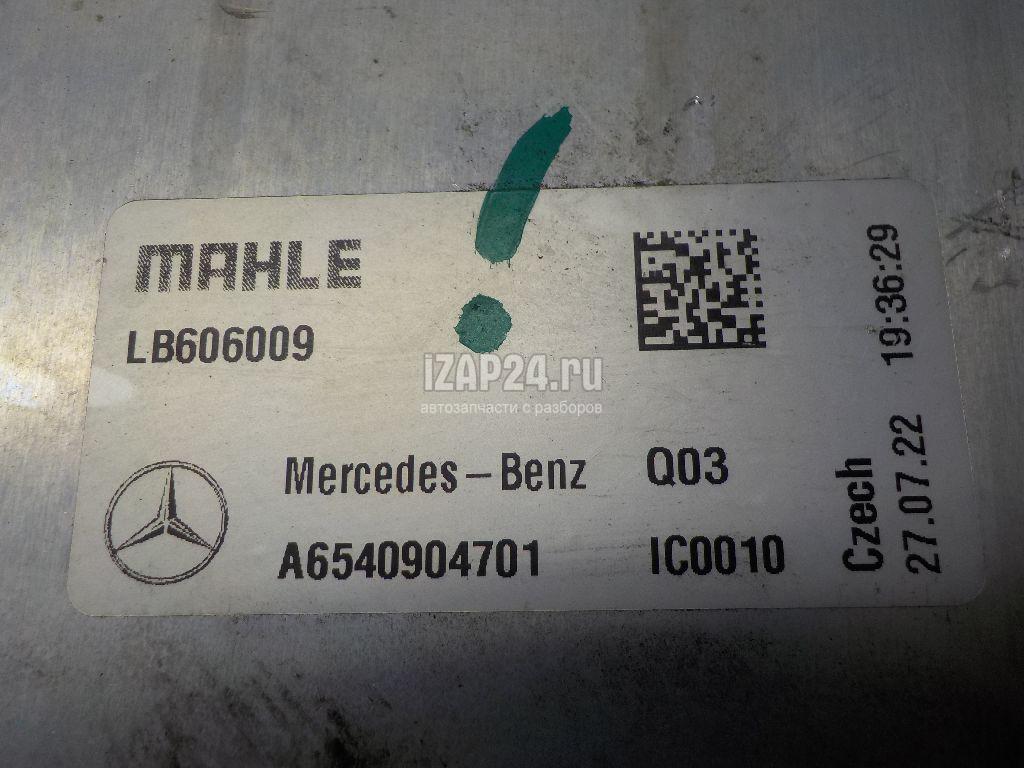 MAHLE
LB606009
iZAP24.ru
автозапчасти с разборов
Mercedes-Benz Q03
A6540904701 IC0010
Czech
27.07.22 19:36:29